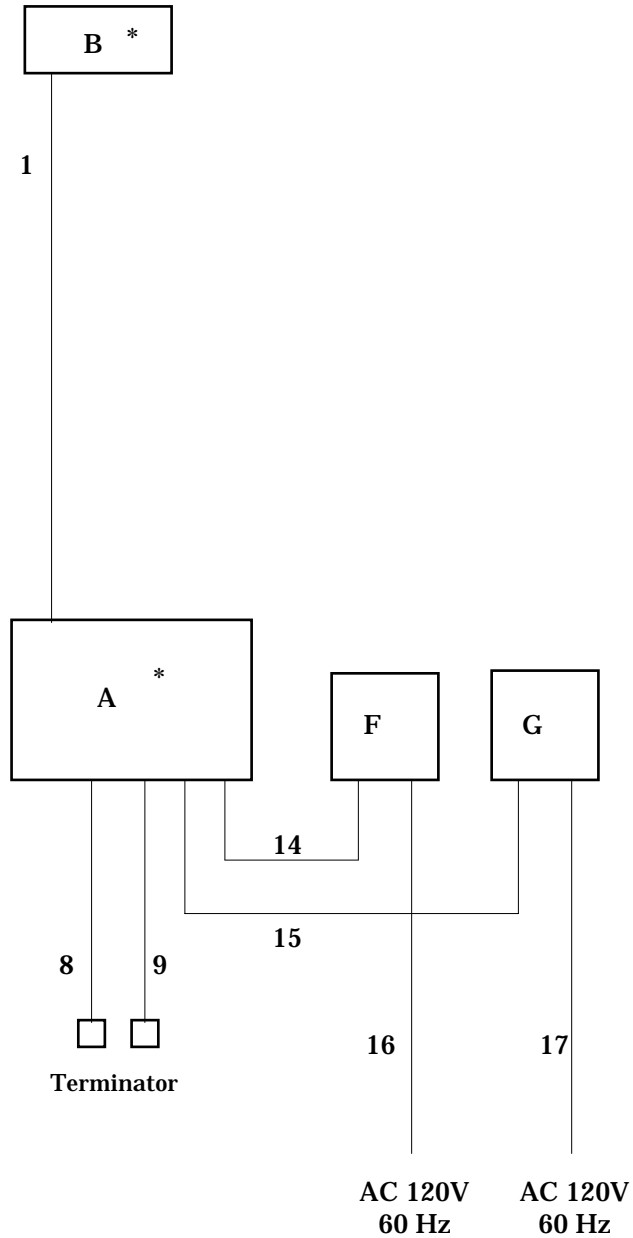 B *
1
A *
F
G
14
15
8 9
16 17
Terminator
AC 120V AC 120V
60 Hz 60 Hz